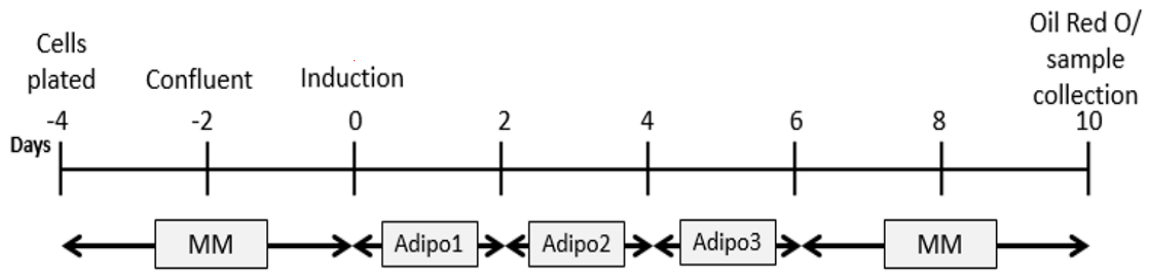 Cells
plated
Confluent
Induction
Oil Red O/
sample
collection
Days
-4
-2
0
2
4
6
8
10
MM
Adipo1
Adipo2
Adipo3
MM